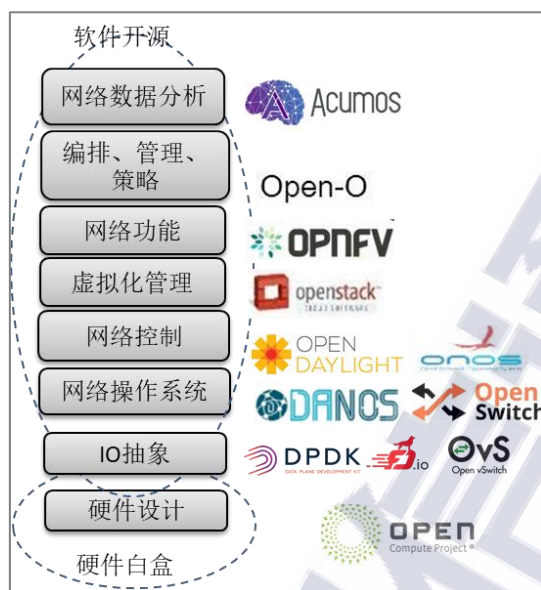 软件开源
网络数据分析
Acumos
编排、管理、
策略
Open-O
网络功能
OPNFV
虚拟化管理
openstack
CLOUD SOFTWARE
网络控制
OPEN
DAYLIGHT
onos
网络操作系统
DANOS
Open
Switch
IO抽象
DPDK
DATA PLANE DEVELOPMENT KIT
FD.io
OvS
Open vSwitch
硬件设计
OPEN
Compute Project®
硬件白盒